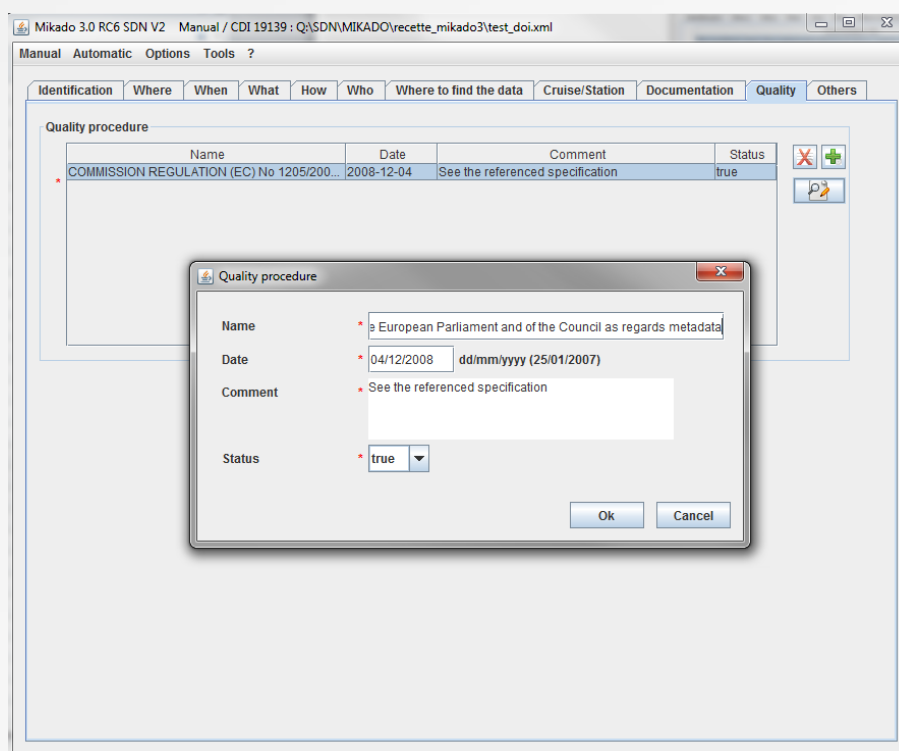 Mikado 3.0 RC6 SDN V2 Manual / CDI 19139 : Q:\SDN\MIKADO\recette_mikado3\test_doi.xml
Manual Automatic Options Tools ?
Identification Where When What How Who Where to find the data Cruise/Station Documentation Quality Others
Quality procedure
Name Date Comment Status
* COMMISSION REGULATION (EC) No 1205/200... 2008-12-04 See the referenced specification true
Quality procedure
Name * e European Parliament and of the Council as regards metadata
Date * 04/12/2008 dd/mm/yyyy (25/01/2007)
Comment * See the referenced specification
Status * true
Ok Cancel